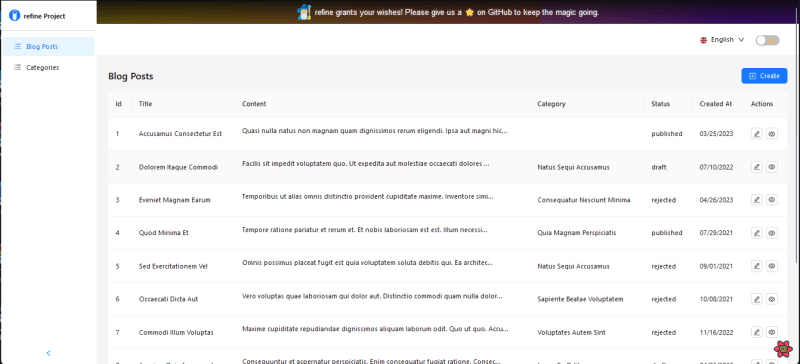 refine Project
refine grants your wishes! Please give us a ⭐ on GitHub to keep the magic going.
Blog Posts
Categories
English
Blog Posts
Create
Id Title Content Category Status Created At Actions
1 Accusamus Consectetur Est Quasi nulla natus non magnam quam dignissimos rerum eligendi. Ipsa aut magni hic... published 03/25/2023
2 Dolorem Itaque Commodi Facilis sit impedit voluptatem quo. Ut expedita aut molestiae occaecati dolores ... Natus Sequi Accusamus draft 07/10/2022
3 Eveniet Magnam Earum Temporibus ut alias omnis distinctio provident cupiditate maxime. Inventore simi... Consequatur Nesciunt Minima rejected 04/26/2023
4 Quod Minima Et Tempore ratione pariatur et rerum et. Et nobis laboriosam est est. Illum necessi... Quia Magnam Perspiciatis published 07/29/2021
5 Sed Exercitationem Vel Omnis possimus placeat fugit est quia voluptatem soluta debitis qui. Ea architec... Natus Sequi Accusamus rejected 09/01/2021
6 Occaecati Dicta Aut Vero voluptas quae laboriosam qui dolor aut. Distinctio commodi quam nulla dolor... Sapiente Beatae Voluptatem rejected 10/08/2021
7 Commodi Illum Voluptas Maxime cupiditate repudiandae dignissimos aliquam laborum odit. Quo ut quo. Accu... Voluptates Autem Sint rejected 11/16/2022
Consequuntur et aspernatur perspiciatis. Enim consequatur fugiat ratione. Consec...